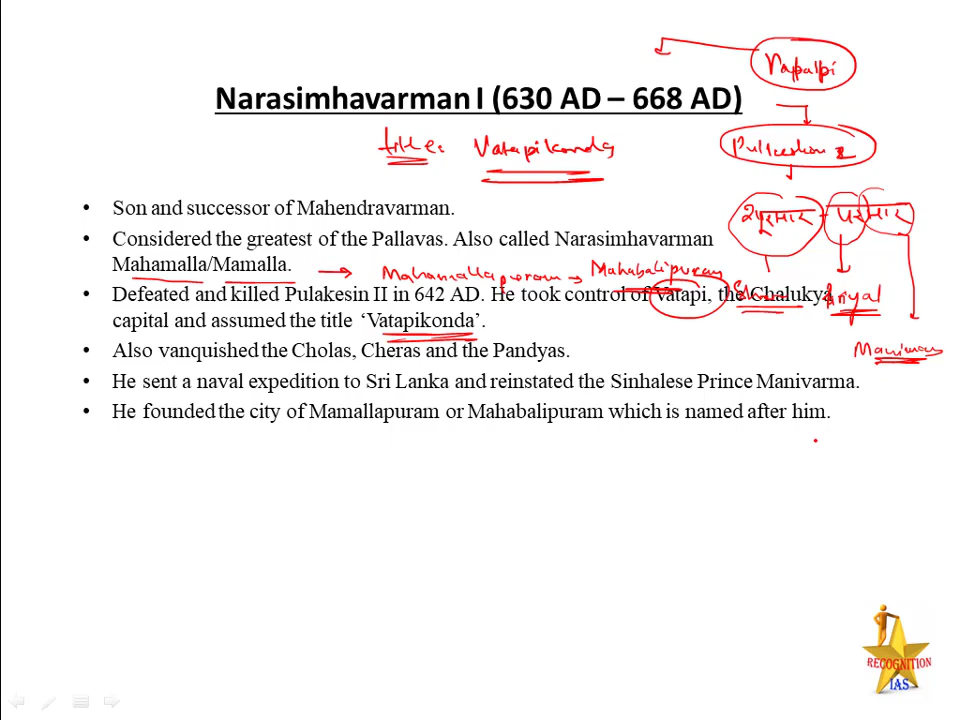 Narasimhavarman I (630 AD – 668 AD)
title: Vatapikonda
• Son and successor of Mahendravarman.
• Considered the greatest of the Pallavas. Also called Narasimhavarman
Mahamalla/Mamalla.
Mahamallapuram → Mahabalipuram
• Defeated and killed Pulakesin II in 642 AD. He took control of Vatapi, the Chalukya
capital and assumed the title ‘Vatapikonda’.
• Also vanquished the Cholas, Cheras and the Pandyas.
• He sent a naval expedition to Sri Lanka and reinstated the Sinhalese Prince Manivarma.
• He founded the city of Mamallapuram or Mahabalipuram which is named after him.
RECOGNITION
IAS